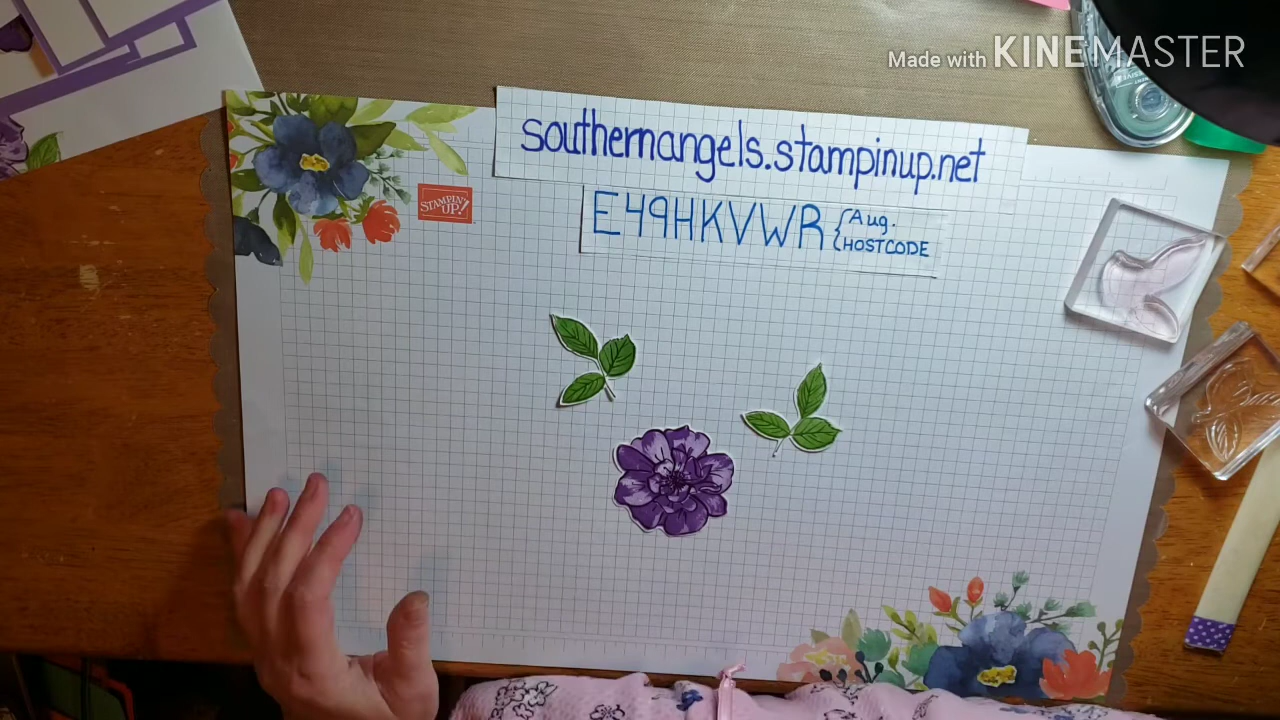 Made with KINEMASTER
southernangels.stampinup.net
STAMPIN' UP!
E49HKVWR { Aug. HOSTCODE